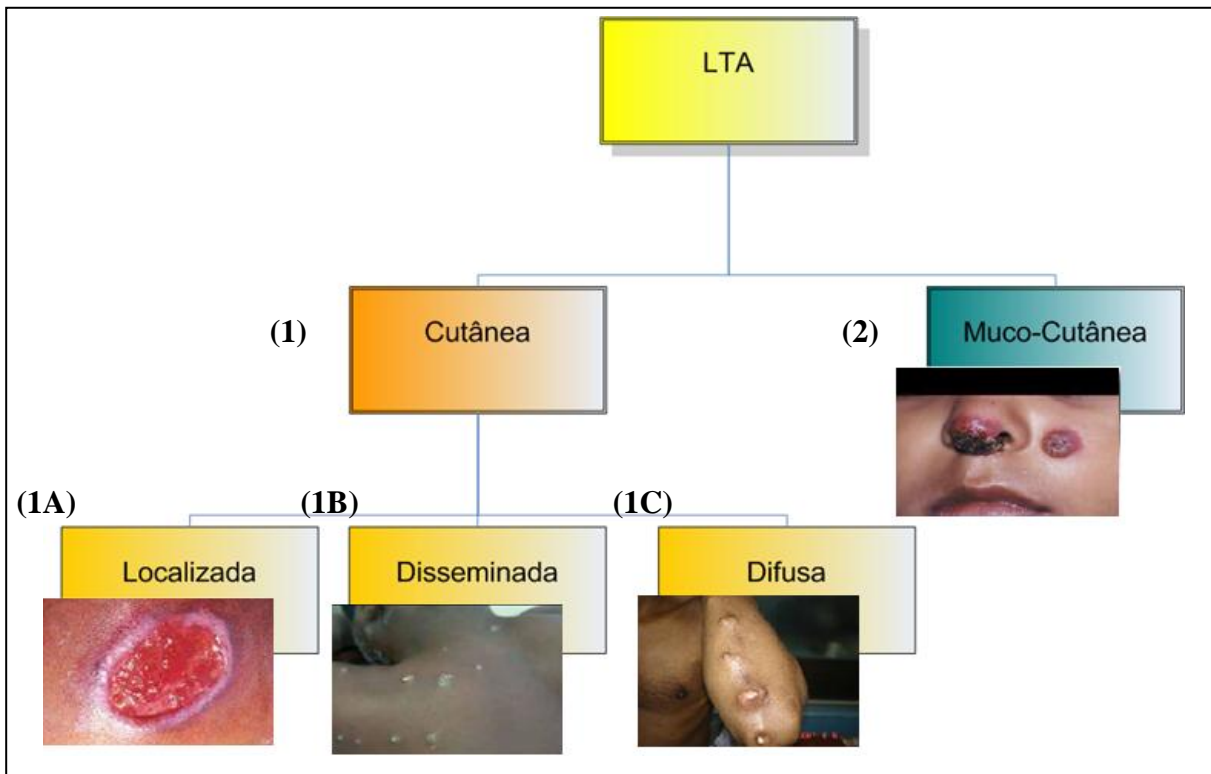 LTA
(1)
Cutânea
(2)
Muco-Cutânea
(1A)
Localizada
(1B)
Disseminada
(1C)
Difusa